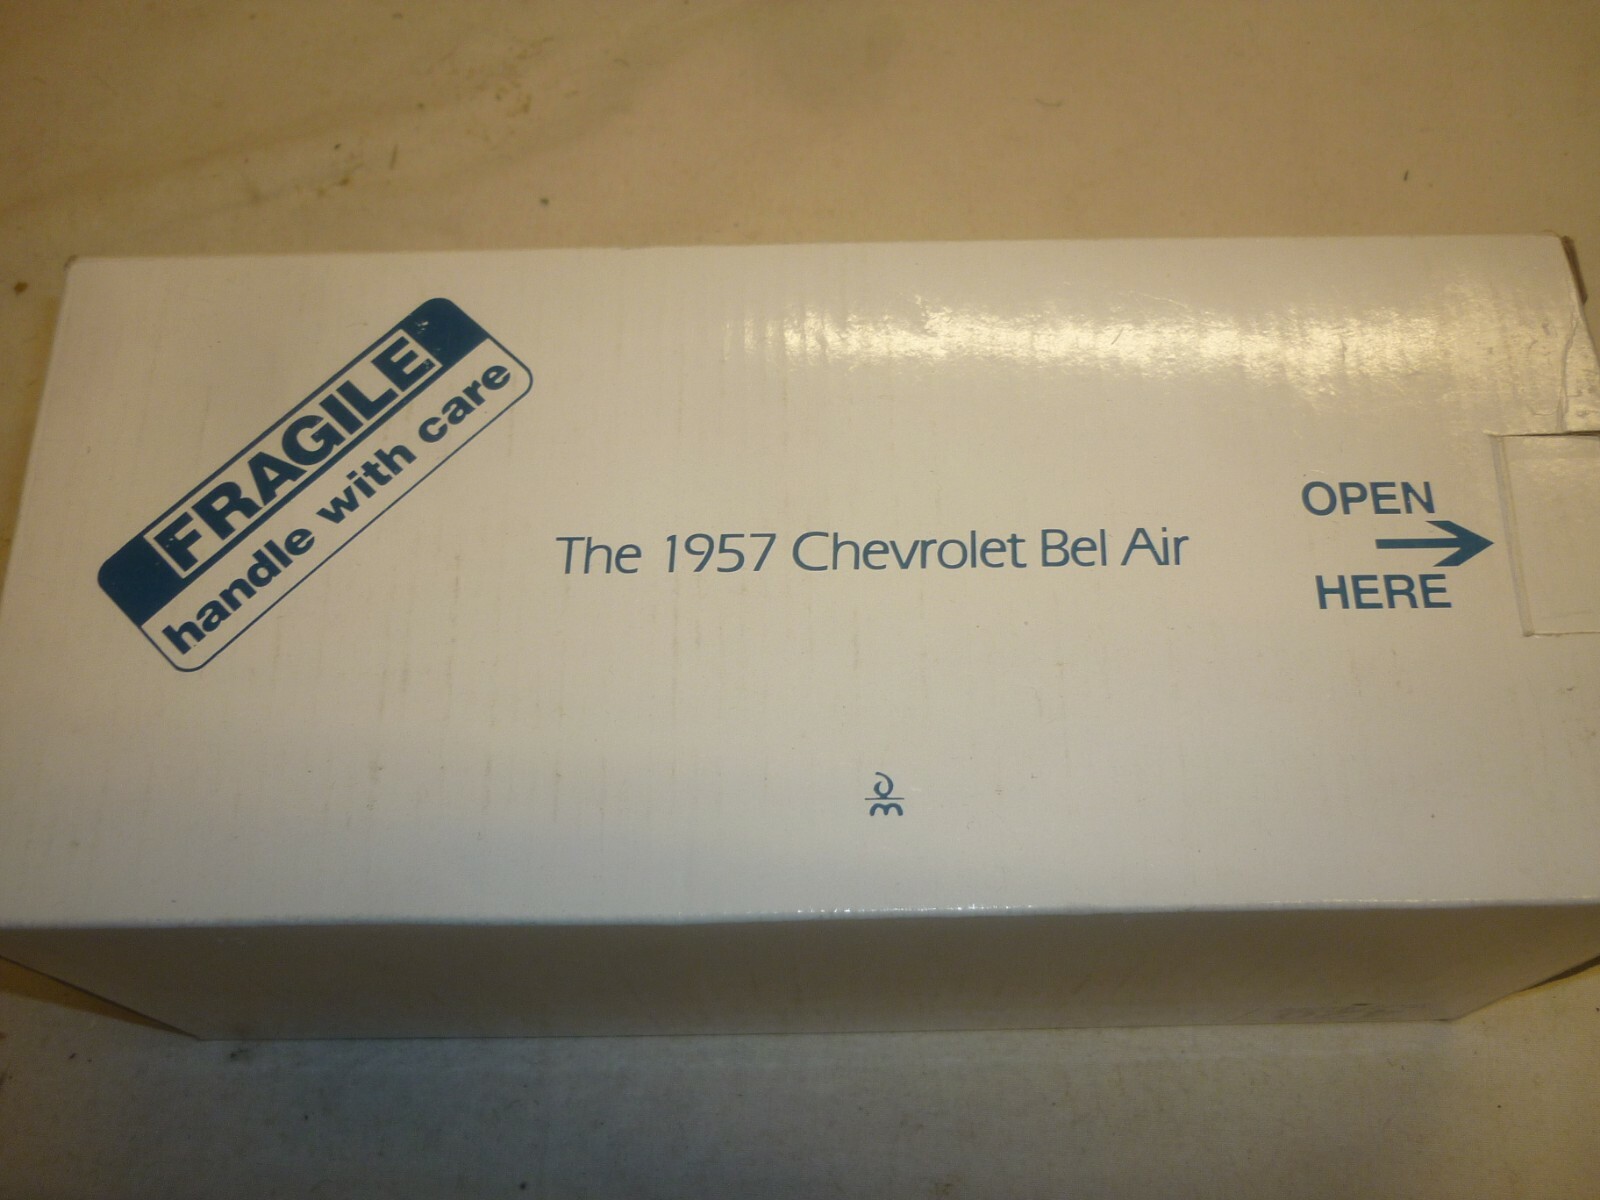 FRAGILE
handle with care
The 1957 Chevrolet Bel Air
OPEN
HERE